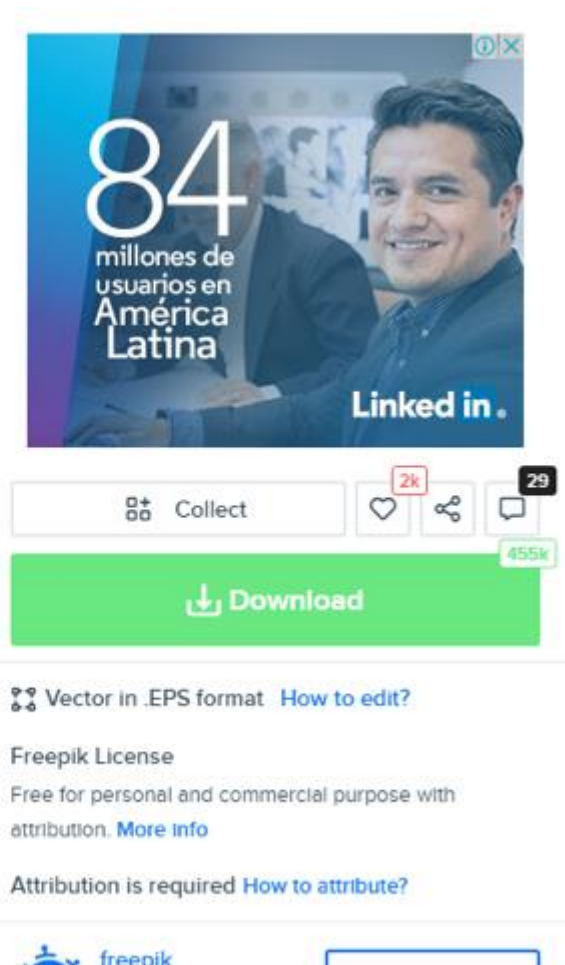 84
millones de
usuarios en
América
Latina
Linked in.
2k
29
Collect
455k
Download
Vector in .EPS format How to edit?
Freepik License
Free for personal and commercial purpose with
attribution. More info
Attribution is required How to attribute?
freepik